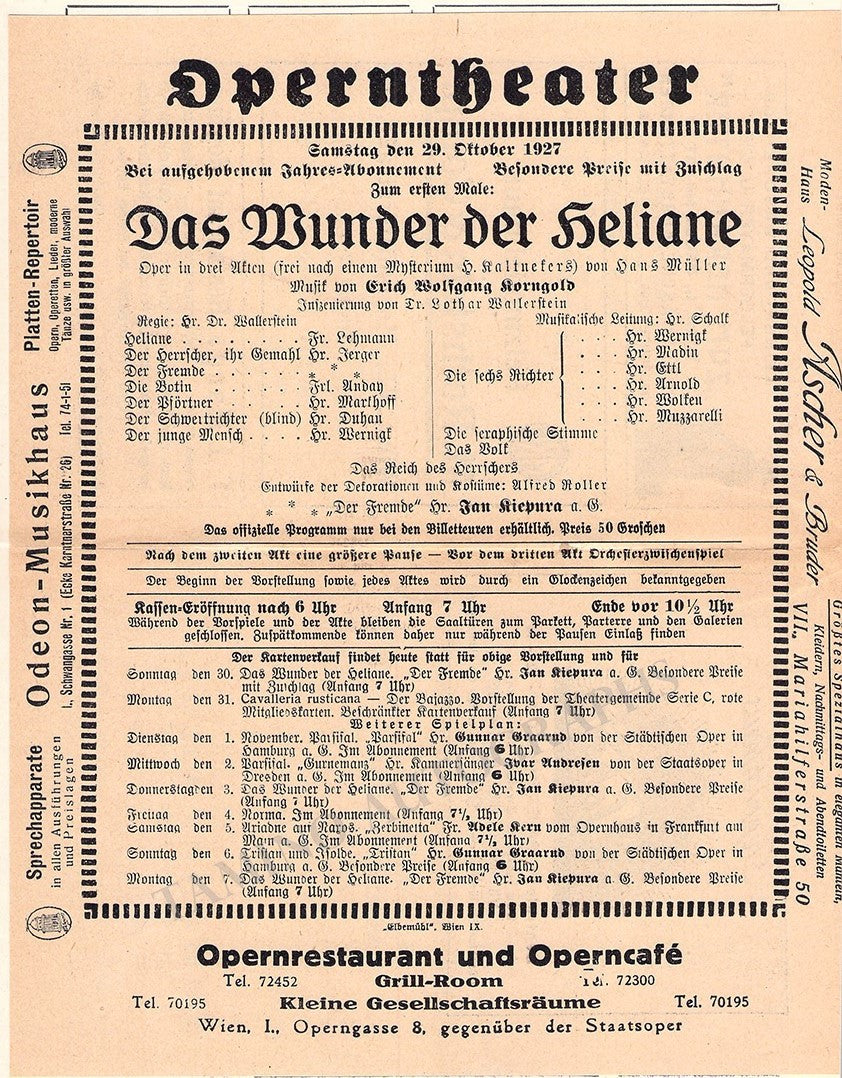 Operntheater
Samstag den 29. Oktober 1927
Bei aufgehobenem Jahres-Abonnement Besondere Preise mit Zuschlag
Zum ersten Male:
Das Wunder der Heliane
Oper in drei Akten (frei nach einem Mysterium H. Kaltnekers) von Hans Müller
Musik von Erich Wolfgang Korngold
Inszenierung von Dr. Lothar Wallerstein
Regie: Hr. Dr. Wallerstein
Heliane . . . . . . . . Fr. Lehmann
Der Herrscher, ihr Gemahl Hr. Jerger
Der Fremde . . . . . . * * *
Die Botin . . . . . . Frl. Anday
Der Pförtner . . . . . Hr. Markhoff
Der Schwertrichter (blind) Hr. Duhan
Der junge Mensch . . . . Hr. Wernigk
Musikalische Leitung: Hr. Schalk
Die sechs Richter
. . . Hr. Wernigk
. . . Hr. Madin
. . . Hr. Ettl
. . . Hr. Arnold
. . . Hr. Wolken
. . . Hr. Muzzarelli
Die seraphische Stimme
Das Volk
Das Reich des Herrschers
Entwürfe der Dekorationen und Kostüme: Alfred Roller
* * * „Der Fremde“ Hr. Jan Kiepura a. G.
Das offizielle Programm nur bei den Billetteuren erhältlich. Preis 50 Groschen
Nach dem zweiten Akt eine größere Pause — Vor dem dritten Akt Orchesterzwischenspiel
Der Beginn der Vorstellung sowie jedes Aktes wird durch ein Glockenzeichen bekanntgegeben
Kassen-Eröffnung nach 6 Uhr Anfang 7 Uhr Ende vor 10½ Uhr
Während der Vorspiele und der Akte bleiben die Saaltüren zum Parkett, Parterre und den Galerien
geschlossen. Zuspätkommende können daher nur während der Pausen Einlaß finden
Der Kartenverkauf findet heute statt für obige Vorstellung und für
Sonntag den 30. Das Wunder der Heliane. „Der Fremde“ Hr. Jan Kiepura a. G. Besondere Preise
mit Zuschlag (Anfang 7 Uhr)
Montag den 31. Cavalleria rusticana — Der Bajazzo. Vorstellung der Theatergemeinde Serie C, rote
Mitgliedskarten. Beschränkter Kartenverkauf (Anfang 7 Uhr)
Weiterer Spielplan:
Dienstag den 1. November. Parsifal. „Parsifal“ Hr. Gunnar Graarud von der Städtischen Oper in
Hamburg a. G. Im Abonnement (Anfang 6 Uhr)
Mittwoch den 2. Parsifal. „Gurnemanz“ Hr. Kammersänger Ivar Andresen von der Staatsoper in
Dresden a. G. Im Abonnement (Anfang 6 Uhr)
Donnerstag den 3. Das Wunder der Heliane. „Der Fremde“ Hr. Jan Kiepura a. G. Besondere Preise
(Anfang 7 Uhr)
Freitag den 4. Norma. Im Abonnement (Anfang 7½ Uhr)
Samstag den 5. Ariadne auf Naxos. „Zerbinetta“ Fr. Adele Kern vom Opernhaus in Frankfurt am
Main a. G. Im Abonnement (Anfang 7½ Uhr)
Sonntag den 6. Tristan und Isolde. „Tristan“ Hr. Gunnar Graarud von der Städtischen Oper in
Hamburg a. G. Besondere Preise (Anfang 6 Uhr)
Montag den 7. Das Wunder der Heliane. „Der Fremde“ Hr. Jan Kiepura a. G. Besondere Preise
(Anfang 7 Uhr)
„Elbemühl“, Wien IX.
Opernrestaurant und Operncafé
Tel. 72452 Grill-Room Tel. 72300
Tel. 70195 Kleine Gesellschaftsräume Tel. 70195
Wien, I., Operngasse 8, gegenüber der Staatsoper
Sprechapparate
in allen Ausführungen
und Preislagen
Odeon-Musikhaus
I., Schwangasse Nr. 1 (Ecke Kärntnerstraße Nr. 26) Tel. 74-1-51
Platten-Repertoir
Opern, Operetten, Lieder, moderne
Tänze usw. in größter Auswahl
Moden-
Haus
Leopold Ascher & Bruder
VII., Mariahilferstraße 50
Größtes Spezialhaus in eleganten Mänteln,
Kleidern, Nachmittags- und Abendtoiletten
TAMINO AUTOGRAPHS